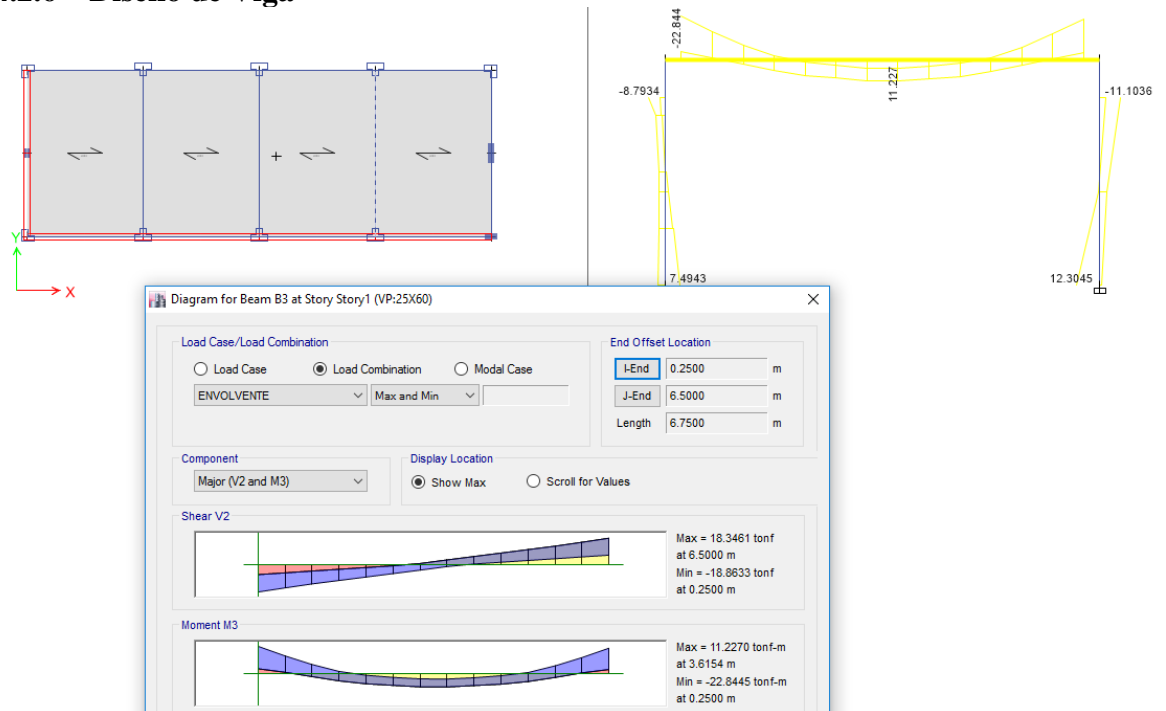 Diseño de Viga
-22.844
-8.7934
11.227
-11.1036
7.4943
12.3045
Y
X
Diagram for Beam B3 at Story Story1 (VP:25X60)
Load Case/Load Combination
Load Case
Load Combination
Modal Case
ENVOLVENTE
Max and Min
End Offset Location
I-End 0.2500 m
J-End 6.5000 m
Length 6.7500 m
Component
Major (V2 and M3)
Display Location
Show Max
Scroll for Values
Shear V2
Max = 18.3461 tonf
at 6.5000 m
Min = -18.8633 tonf
at 0.2500 m
Moment M3
Max = 11.2270 tonf-m
at 3.6154 m
Min = -22.8445 tonf-m
at 0.2500 m